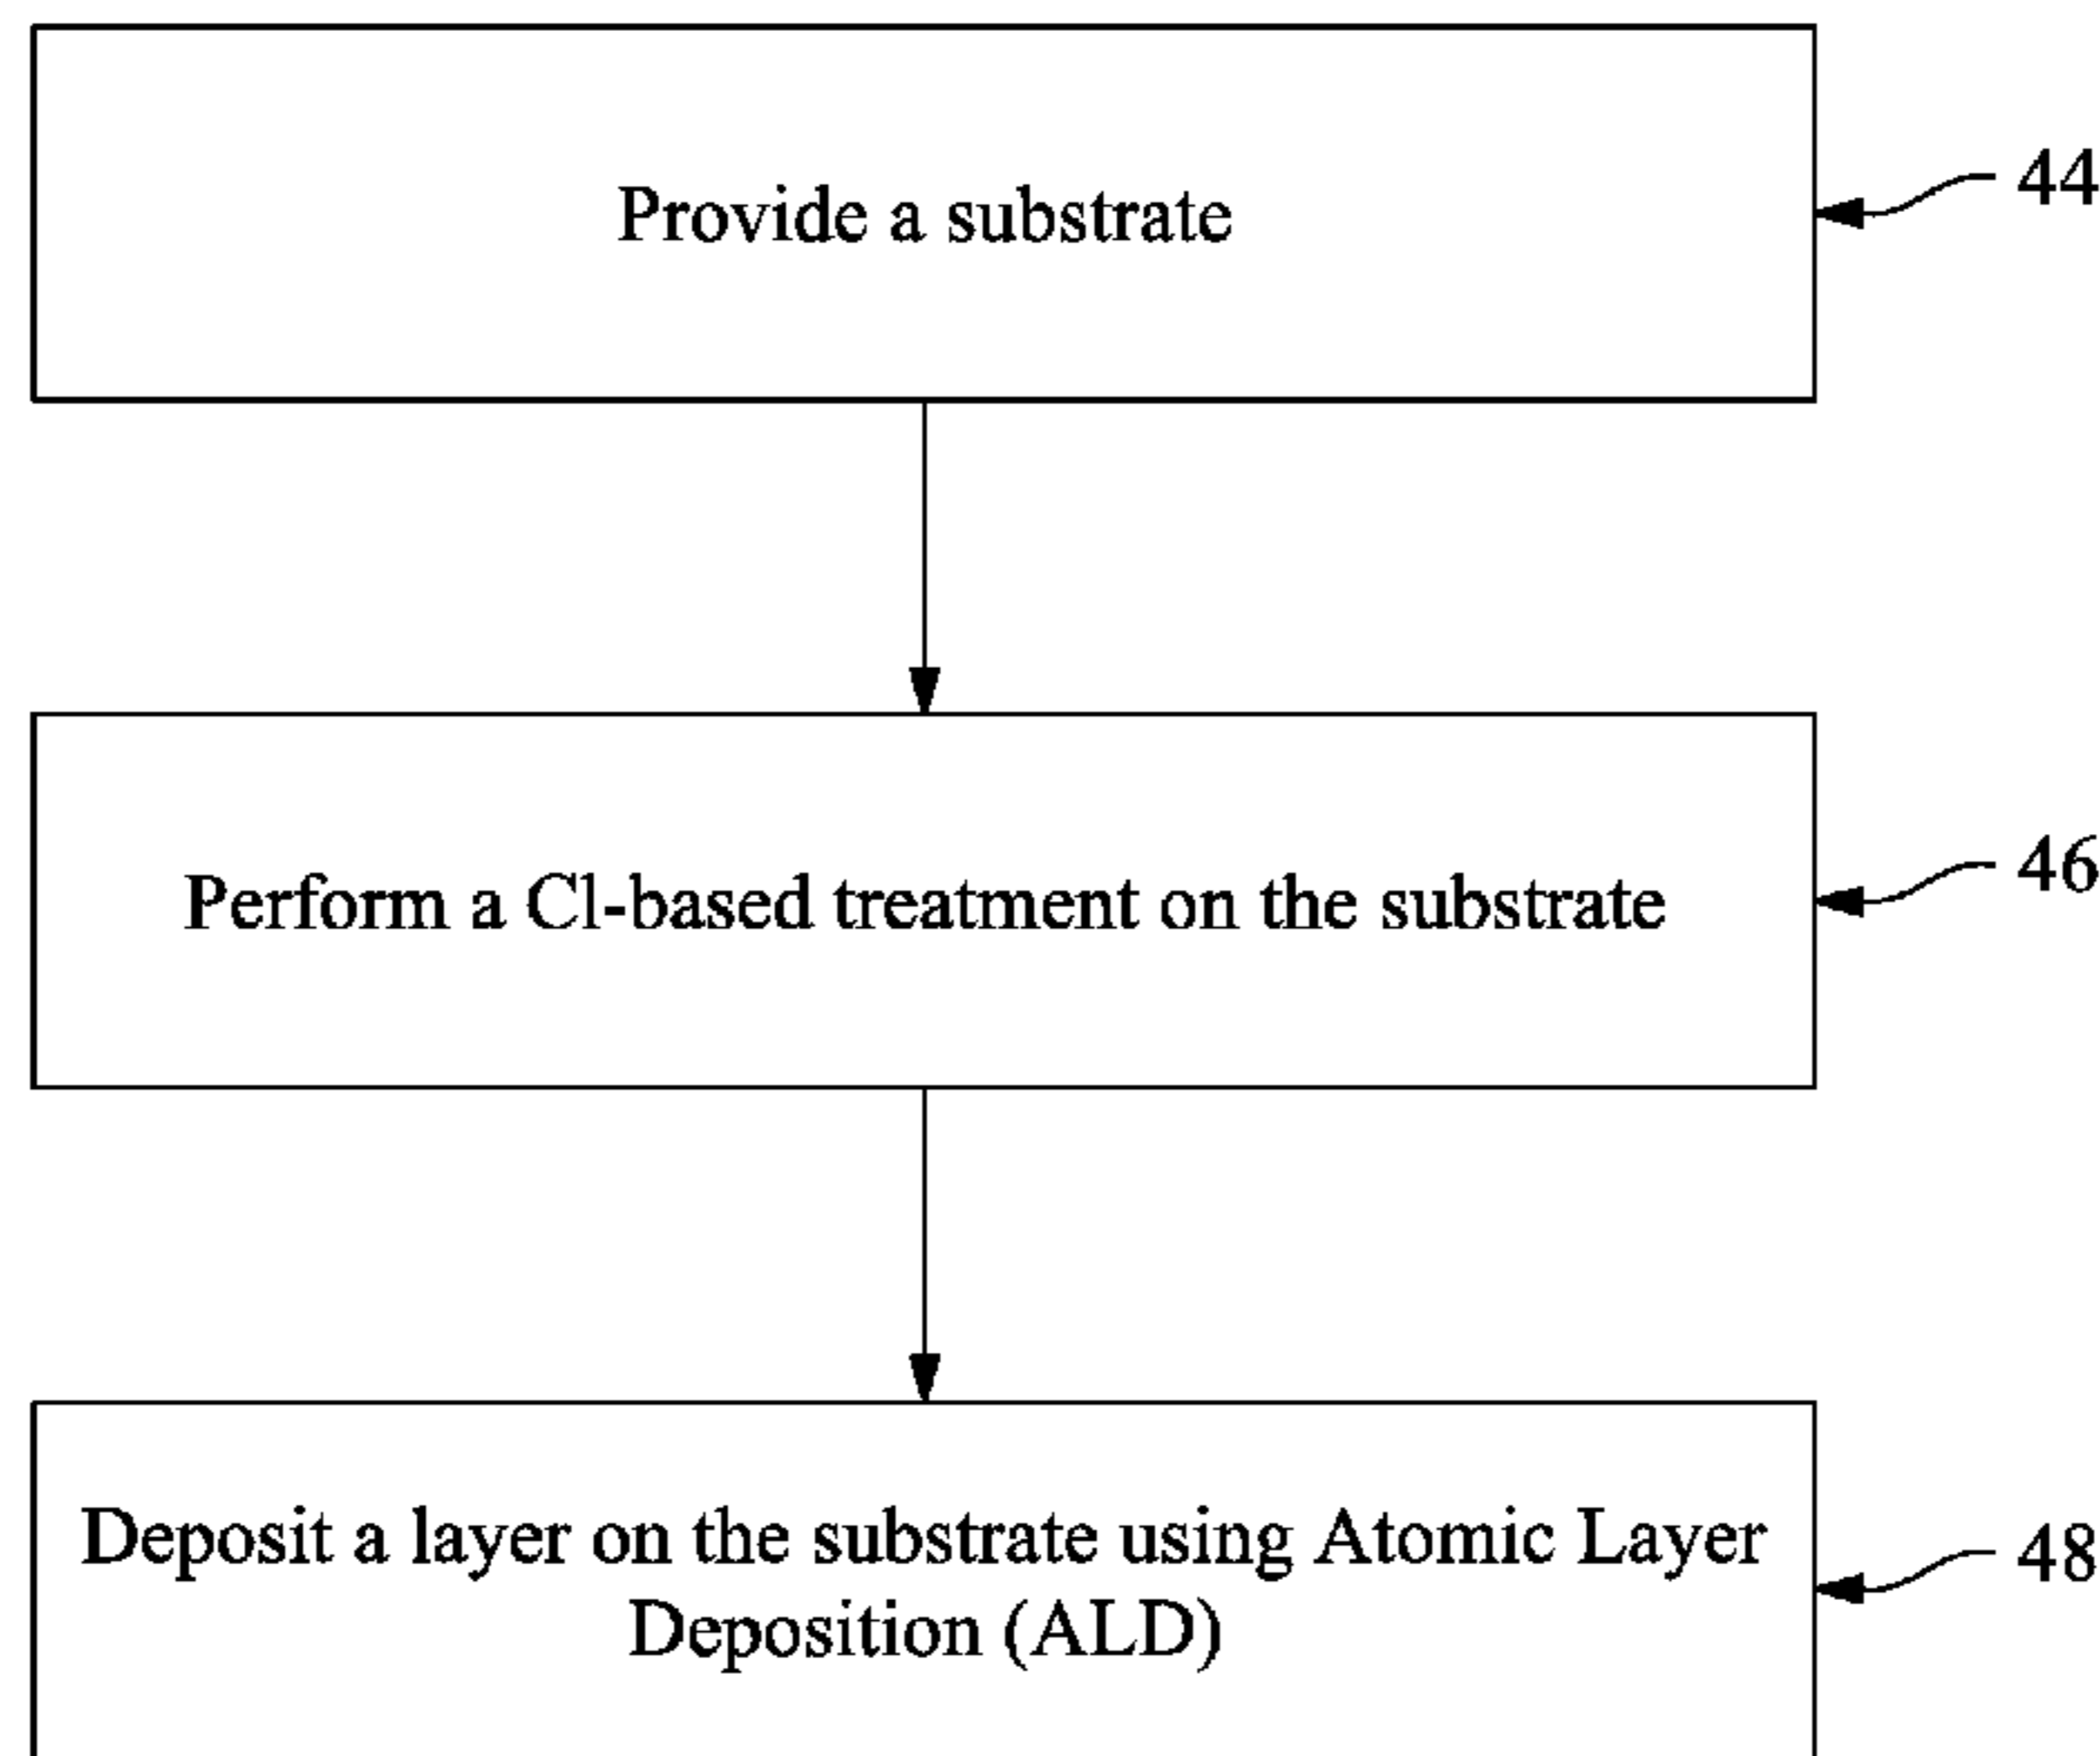 Provide a substrate
44
Perform a Cl-based treatment on the substrate
46
Deposit a layer on the substrate using Atomic Layer
Deposition (ALD)
48